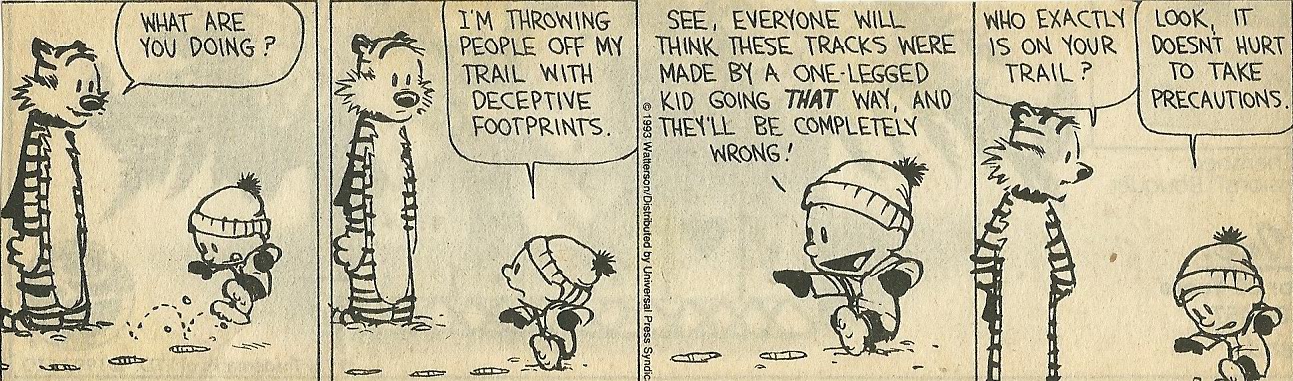 WHAT ARE
YOU DOING?
I'M THROWING
PEOPLE OFF MY
TRAIL WITH
DECEPTIVE
FOOTPRINTS.
© 1993 Watterson/Distributed by Universal Press Syndic
SEE, EVERYONE WILL
THINK THESE TRACKS WERE
MADE BY A ONE-LEGGED
KID GOING THAT WAY, AND
THEY'LL BE COMPLETELY
WRONG!
WHO EXACTLY
IS ON YOUR
TRAIL?
LOOK, IT
DOESN'T HURT
TO TAKE
PRECAUTIONS.